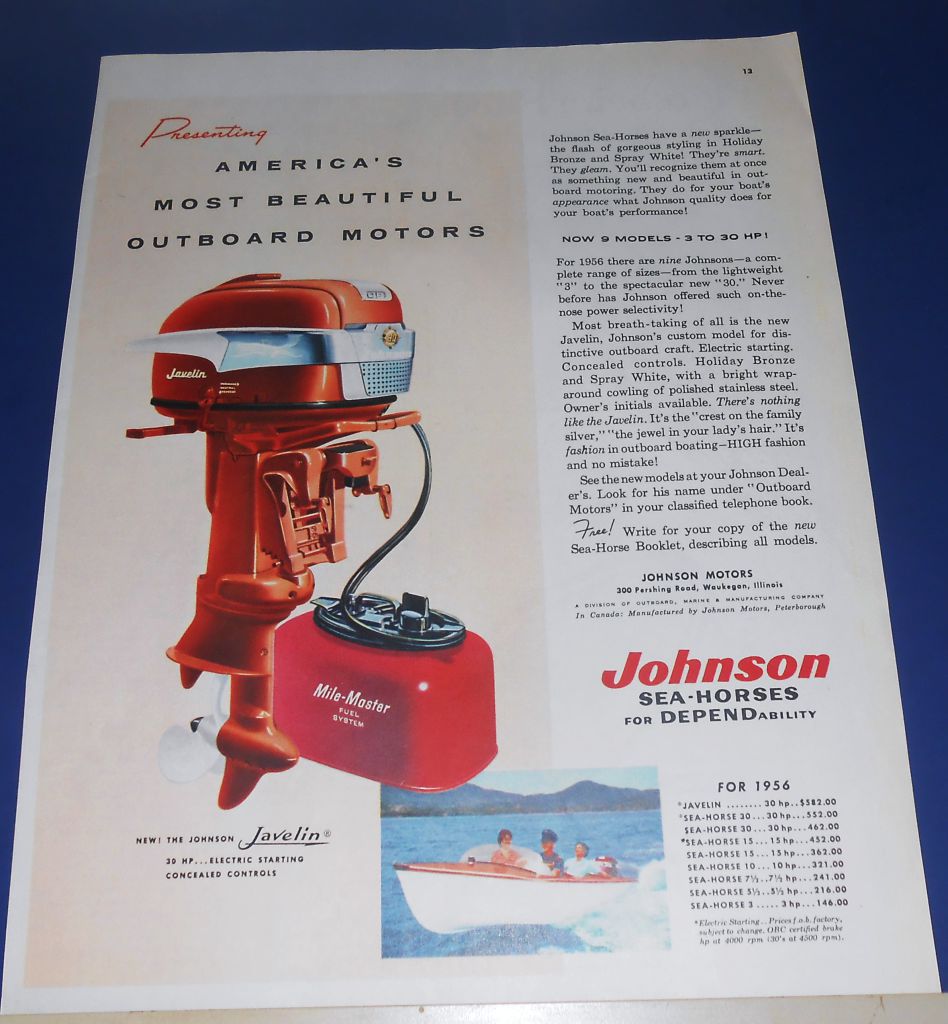 13
Presenting
AMERICA'S
MOST BEAUTIFUL
OUTBOARD MOTORS
Javelin
Mile-Master
FUEL
SYSTEM
NEW! THE JOHNSON Javelin®
30 HP...ELECTRIC STARTING
CONCEALED CONTROLS
Johnson Sea-Horses have a new sparkle—
the flash of gorgeous styling in Holiday
Bronze and Spray White! They're smart.
They gleam. You'll recognize them at once
as something new and beautiful in out-
board motoring. They do for your boat's
appearance what Johnson quality does for
your boat's performance!
NOW 9 MODELS - 3 TO 30 HP!
For 1956 there are nine Johnsons—a com-
plete range of sizes—from the lightweight
"3" to the spectacular new "30." Never
before has Johnson offered such on-the-
nose power selectivity!
Most breath-taking of all is the new
Javelin, Johnson's custom model for dis-
tinctive outboard craft. Electric starting.
Concealed controls. Holiday Bronze
and Spray White, with a bright wrap-
around cowling of polished stainless steel.
Owner's initials available. There's nothing
like the Javelin. It's the "crest on the family
silver," "the jewel in your lady's hair." It's
fashion in outboard boating—HIGH fashion
and no mistake!
See the new models at your Johnson Deal-
er's. Look for his name under "Outboard
Motors" in your classified telephone book.
Free! Write for your copy of the new
Sea-Horse Booklet, describing all models.
JOHNSON MOTORS
300 Pershing Road, Waukegan, Illinois
A DIVISION OF OUTBOARD, MARINE & MANUFACTURING COMPANY
In Canada: Manufactured by Johnson Motors, Peterborough
Johnson
SEA-HORSES
FOR DEPENDABILITY
FOR 1956
*JAVELIN ........ 30 hp..$582.00
*SEA-HORSE 30...30 hp...552.00
SEA-HORSE 30...30 hp...462.00
*SEA-HORSE 15...15 hp...452.00
SEA-HORSE 15...15 hp...362.00
SEA-HORSE 10...10 hp...321.00
SEA-HORSE 7½..7½ hp...241.00
SEA-HORSE 5½..5½ hp...216.00
SEA-HORSE 3.....3 hp...146.00
*Electric Starting.. Prices f.o.b. factory,
subject to change. OBC certified brake
hp at 4000 rpm (30's at 4500 rpm).